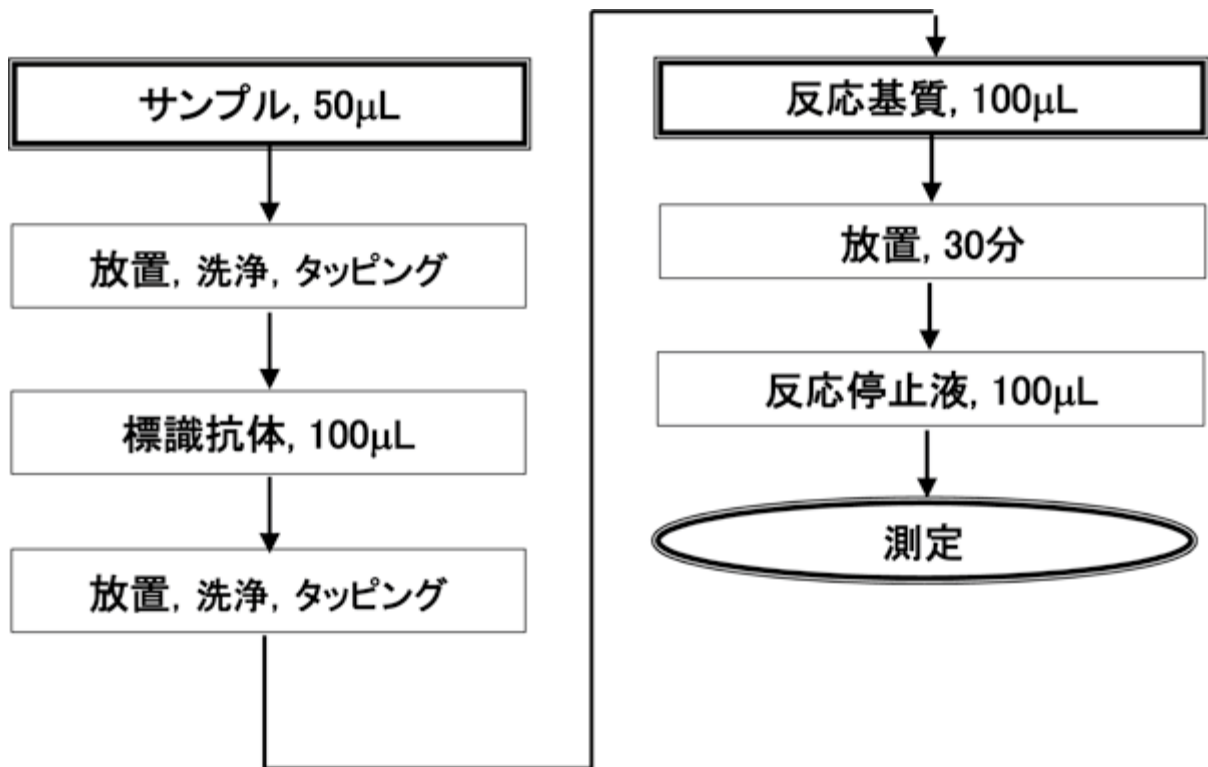 サンプル, 50μL
放置, 洗浄, タッピング
標識抗体, 100μL
放置, 洗浄, タッピング
反応基質, 100μL
放置, 30分
反応停止液, 100μL
測定